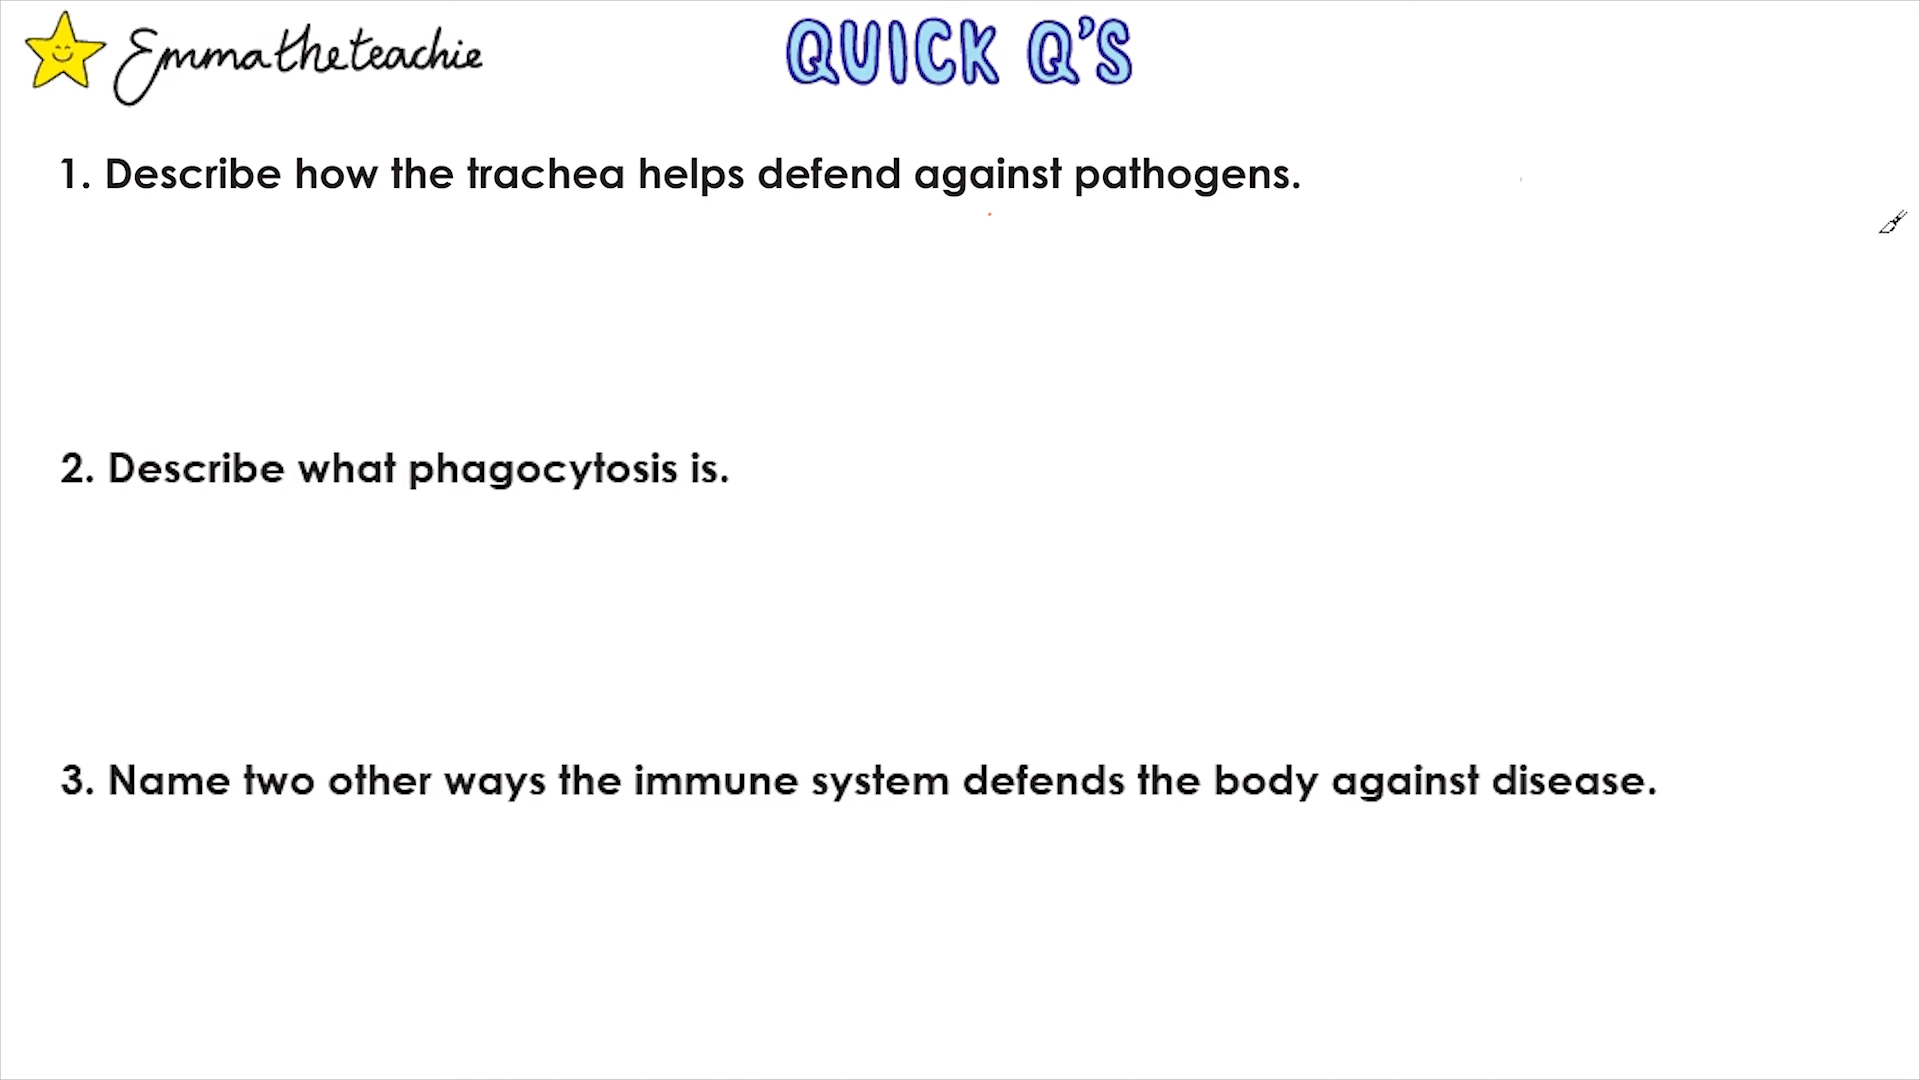 Emmatheteachie
QUICK Q'S
1. Describe how the trachea helps defend against pathogens.
2. Describe what phagocytosis is.
3. Name two other ways the immune system defends the body against disease.